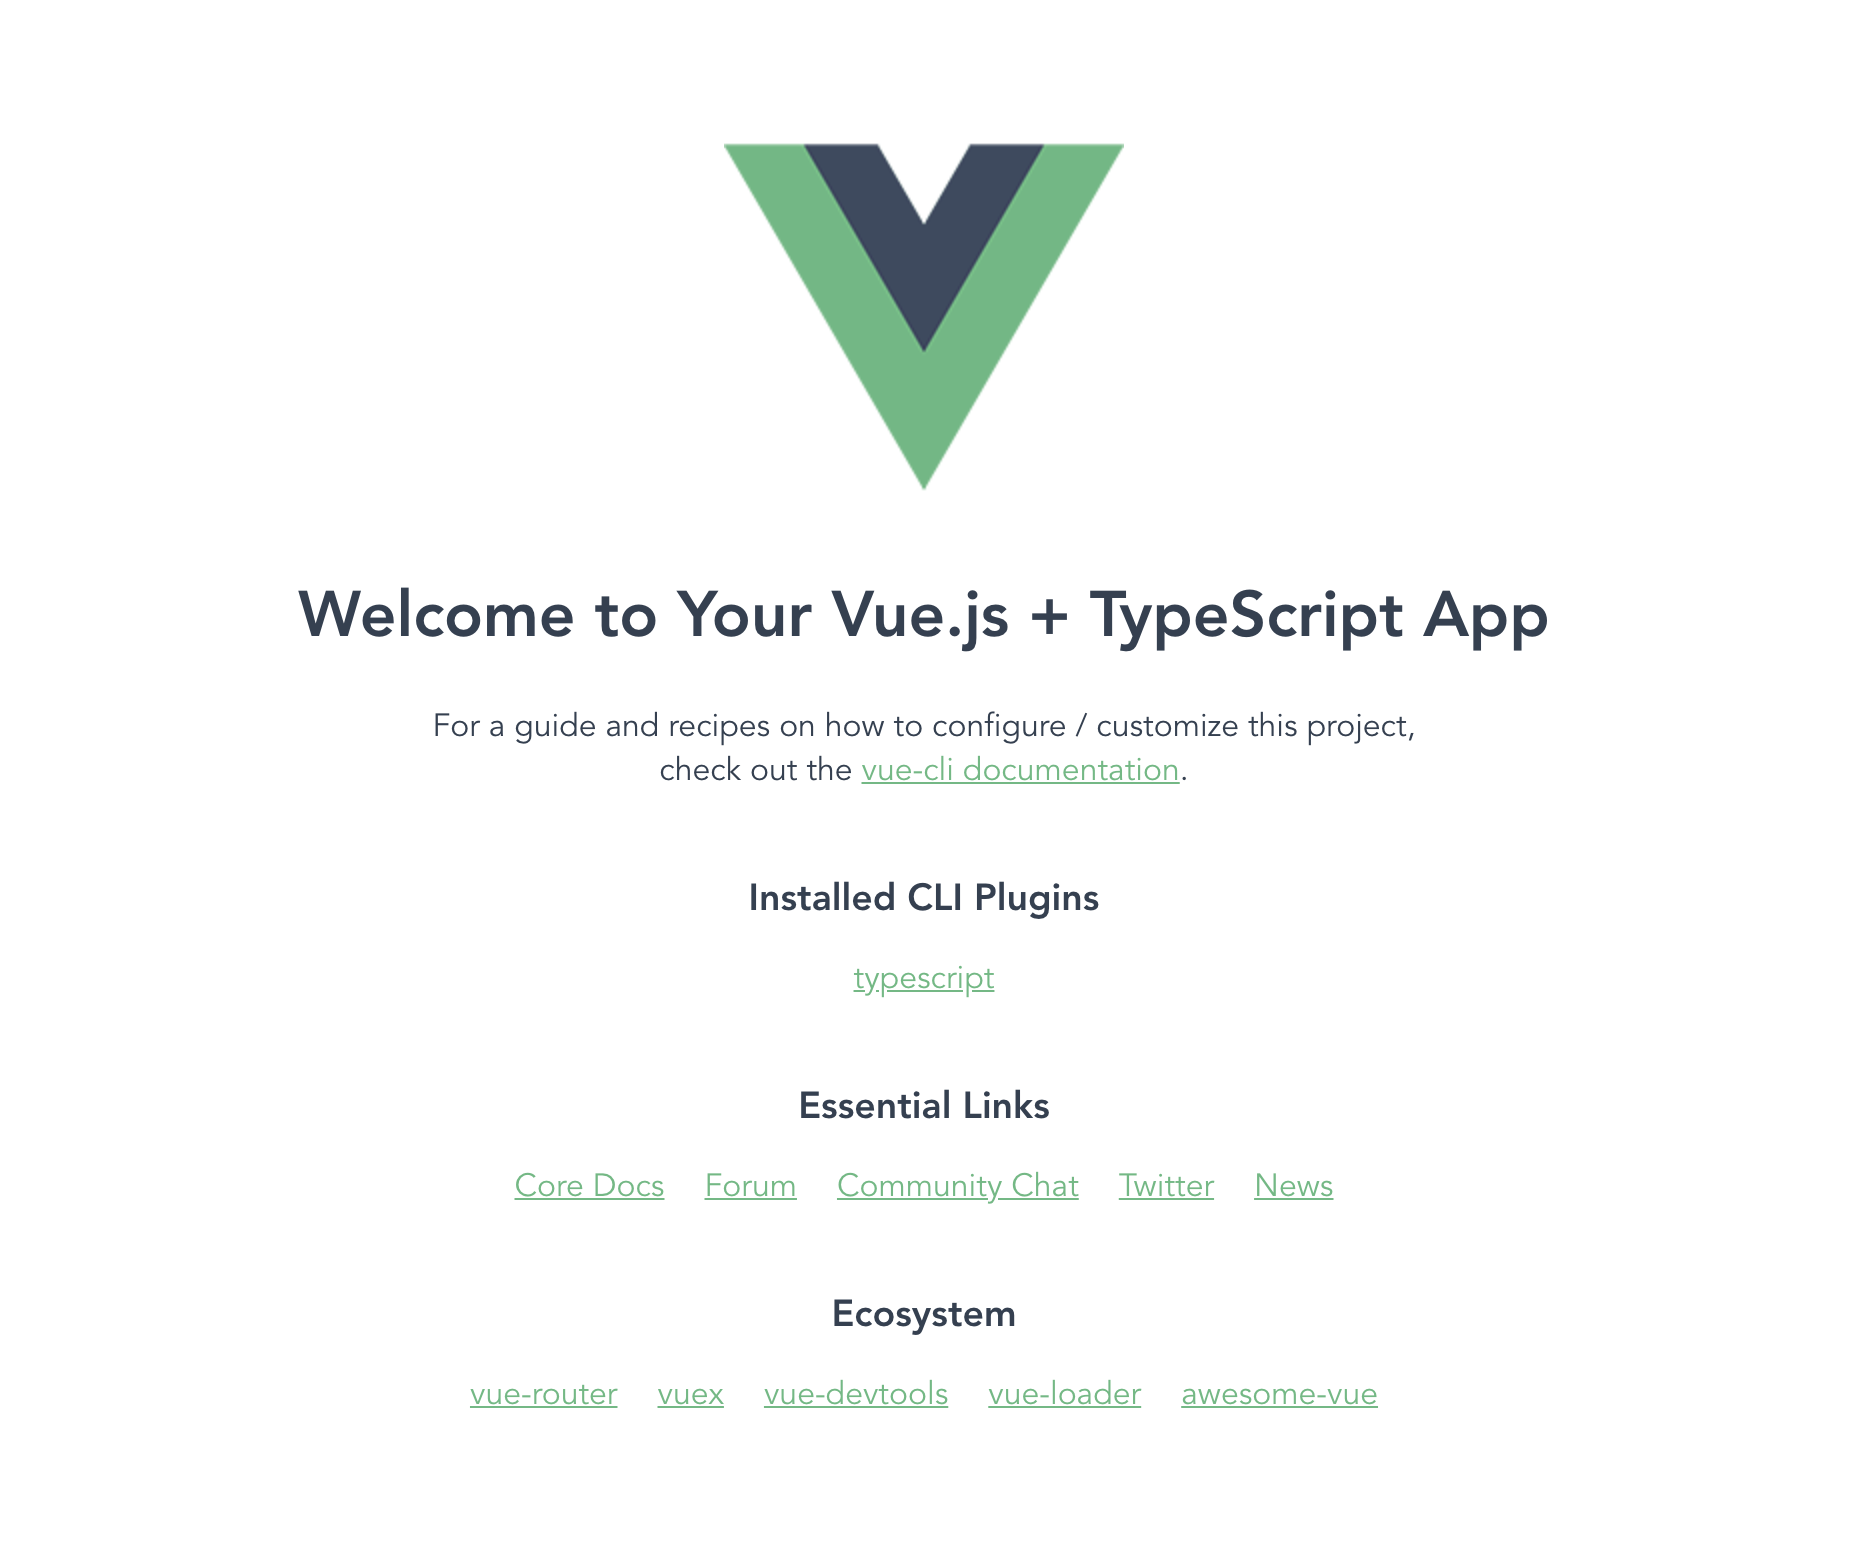 Welcome to Your Vue.js + TypeScript App
For a guide and recipes on how to configure / customize this project,
check out the vue-cli documentation.
Installed CLI Plugins
typescript
Essential Links
Core Docs Forum Community Chat Twitter News
Ecosystem
vue-router vuex vue-devtools vue-loader awesome-vue